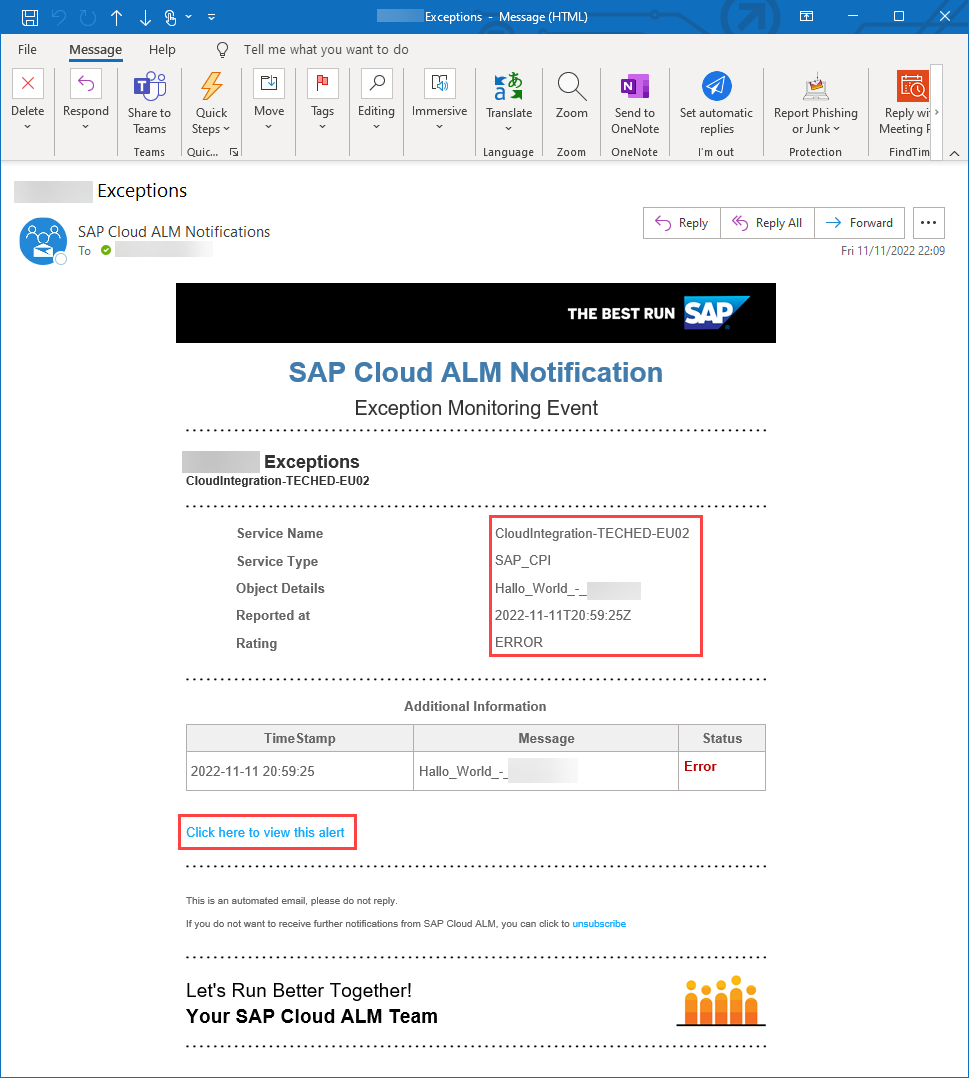 Exceptions - Message (HTML)
File Message Help Tell me what you want to do
Delete
Respond
Share to Teams
Teams
Quick Steps
Quic...
Move
Tags
Editing
Immersive
Translate
Language
Zoom
Zoom
Send to OneNote
OneNote
Set automatic replies
I'm out
Report Phishing or Junk
Protection
Reply wi
Meeting P
FindTim
Exceptions
SAP Cloud ALM Notifications
To
Reply Reply All Forward
Fri 11/11/2022 22:09
THE BEST RUN SAP
SAP Cloud ALM Notification
Exception Monitoring Event
Exceptions
CloudIntegration-TECHED-EU02
Service Name CloudIntegration-TECHED-EU02
Service Type SAP_CPI
Object Details Hallo_World_-_
Reported at 2022-11-11T20:59:25Z
Rating ERROR
Additional Information
TimeStamp Message Status
2022-11-11 20:59:25 Hallo_World_-_ Error
Click here to view this alert
This is an automated email, please do not reply.
If you do not want to receive further notifications from SAP Cloud ALM, you can click to unsubscribe
Let's Run Better Together!
Your SAP Cloud ALM Team